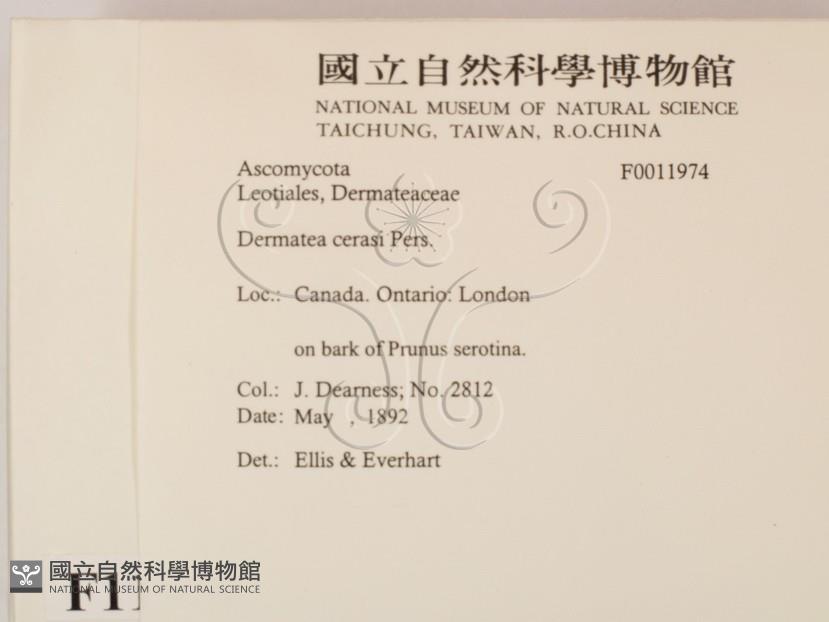 國立自然科學博物館
NATIONAL MUSEUM OF NATURAL SCIENCE
TAICHUNG, TAIWAN, R.O.CHINA
Ascomycota F0011974
Leotiales, Dermateaceae
Dermatea cerasi Pers.
Loc.: Canada. Ontario: London
on bark of Prunus serotina.
Col.: J. Dearness; No. 2812
Date: May , 1892
Det.: Ellis & Everhart
國立自然科學博物館
NATIONAL MUSEUM OF NATURAL SCIENCE